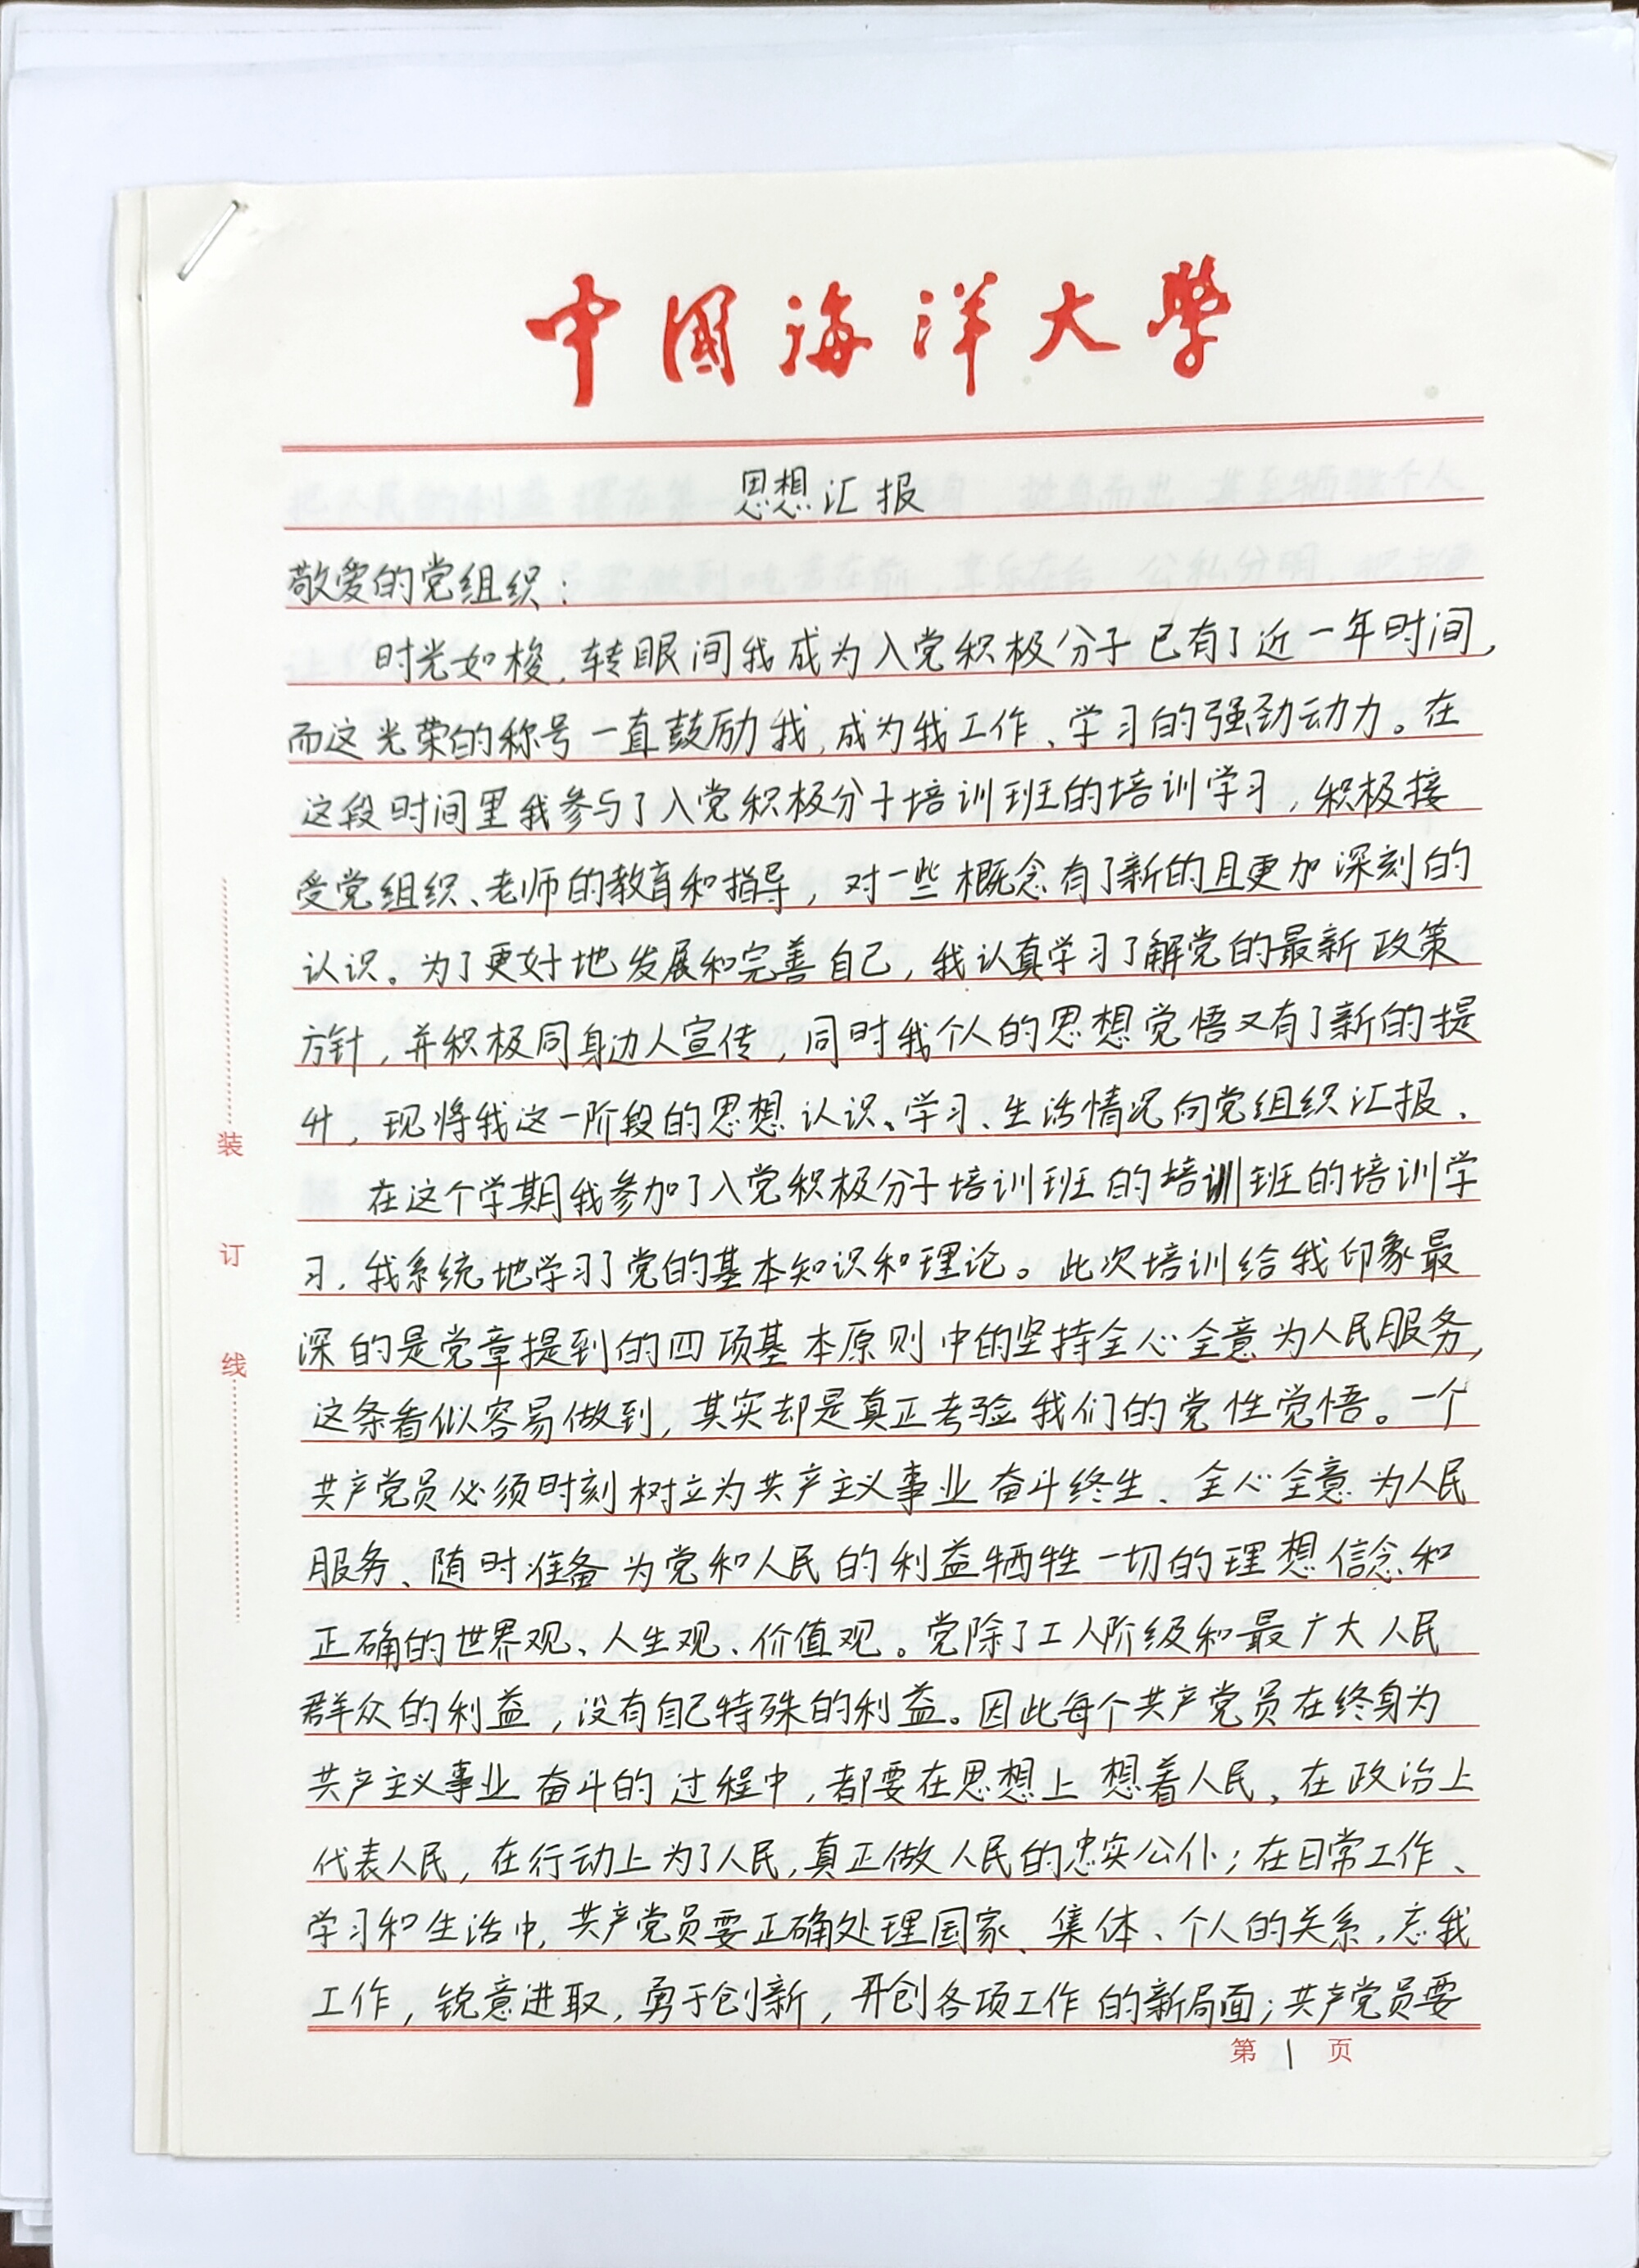 中國海洋大學
思想汇报
敬爱的党组织：
时光如梭，转眼间我成为入党积极分子已有了近一年时间，
而这光荣的称号一直鼓励我，成为我工作、学习的强劲动力。在
这段时间里我参与了入党积极分子培训班的培训学习，积极接
受党组织、老师的教育和指导，对一些概念有了新的且更加深刻的
认识。为了更好地发展和完善自己，我认真学习了解党的最新政策
方针，并积极同身边人宣传，同时我个人的思想觉悟又有了新的提
升，现将我这一阶段的思想认识、学习、生活情况向党组织汇报、
在这个学期我参加了入党积极分子培训班的培训班的培训学
习，我系统地学习了党的基本知识和理论。此次培训给我印象最
深的是党章提到的四项基本原则中的坚持全心全意为人民服务，
这条看似容易做到，其实却是真正考验我们的党性觉悟。一个
共产党员必须时刻树立为共产主义事业奋斗终生、全心全意为人民
服务、随时准备为党和人民的利益牺牲一切的理想信念和
正确的世界观、人生观、价值观。党除了工人阶级和最广大人民
群众的利益，没有自己特殊的利益。因此每个共产党员在终身为
共产主义事业奋斗的过程中，都要在思想上想着人民，在政治上
代表人民，在行动上为了人民，真正做人民的忠实公仆；在日常工作、
学习和生活中，共产党员要正确处理国家、集体、个人的关系，忘我
工作，锐意进取，勇于创新，开创各项工作的新局面；共产党员要
第 1 页
装
订
线